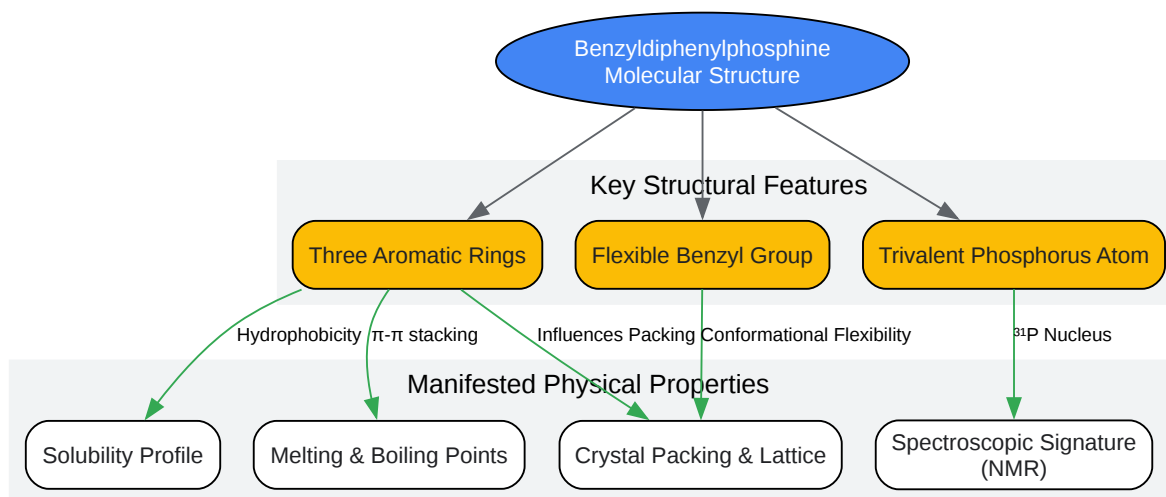 Benzyldiphenylphosphine
Molecular Structure
Key Structural Features
Three Aromatic Rings
Flexible Benzyl Group
Trivalent Phosphorus Atom
Hydrophobicity
π-π stacking
Influences Packing
Conformational Flexibility
³¹P Nucleus
Manifested Physical Properties
Solubility Profile
Melting & Boiling Points
Crystal Packing & Lattice
Spectroscopic Signature
(NMR)